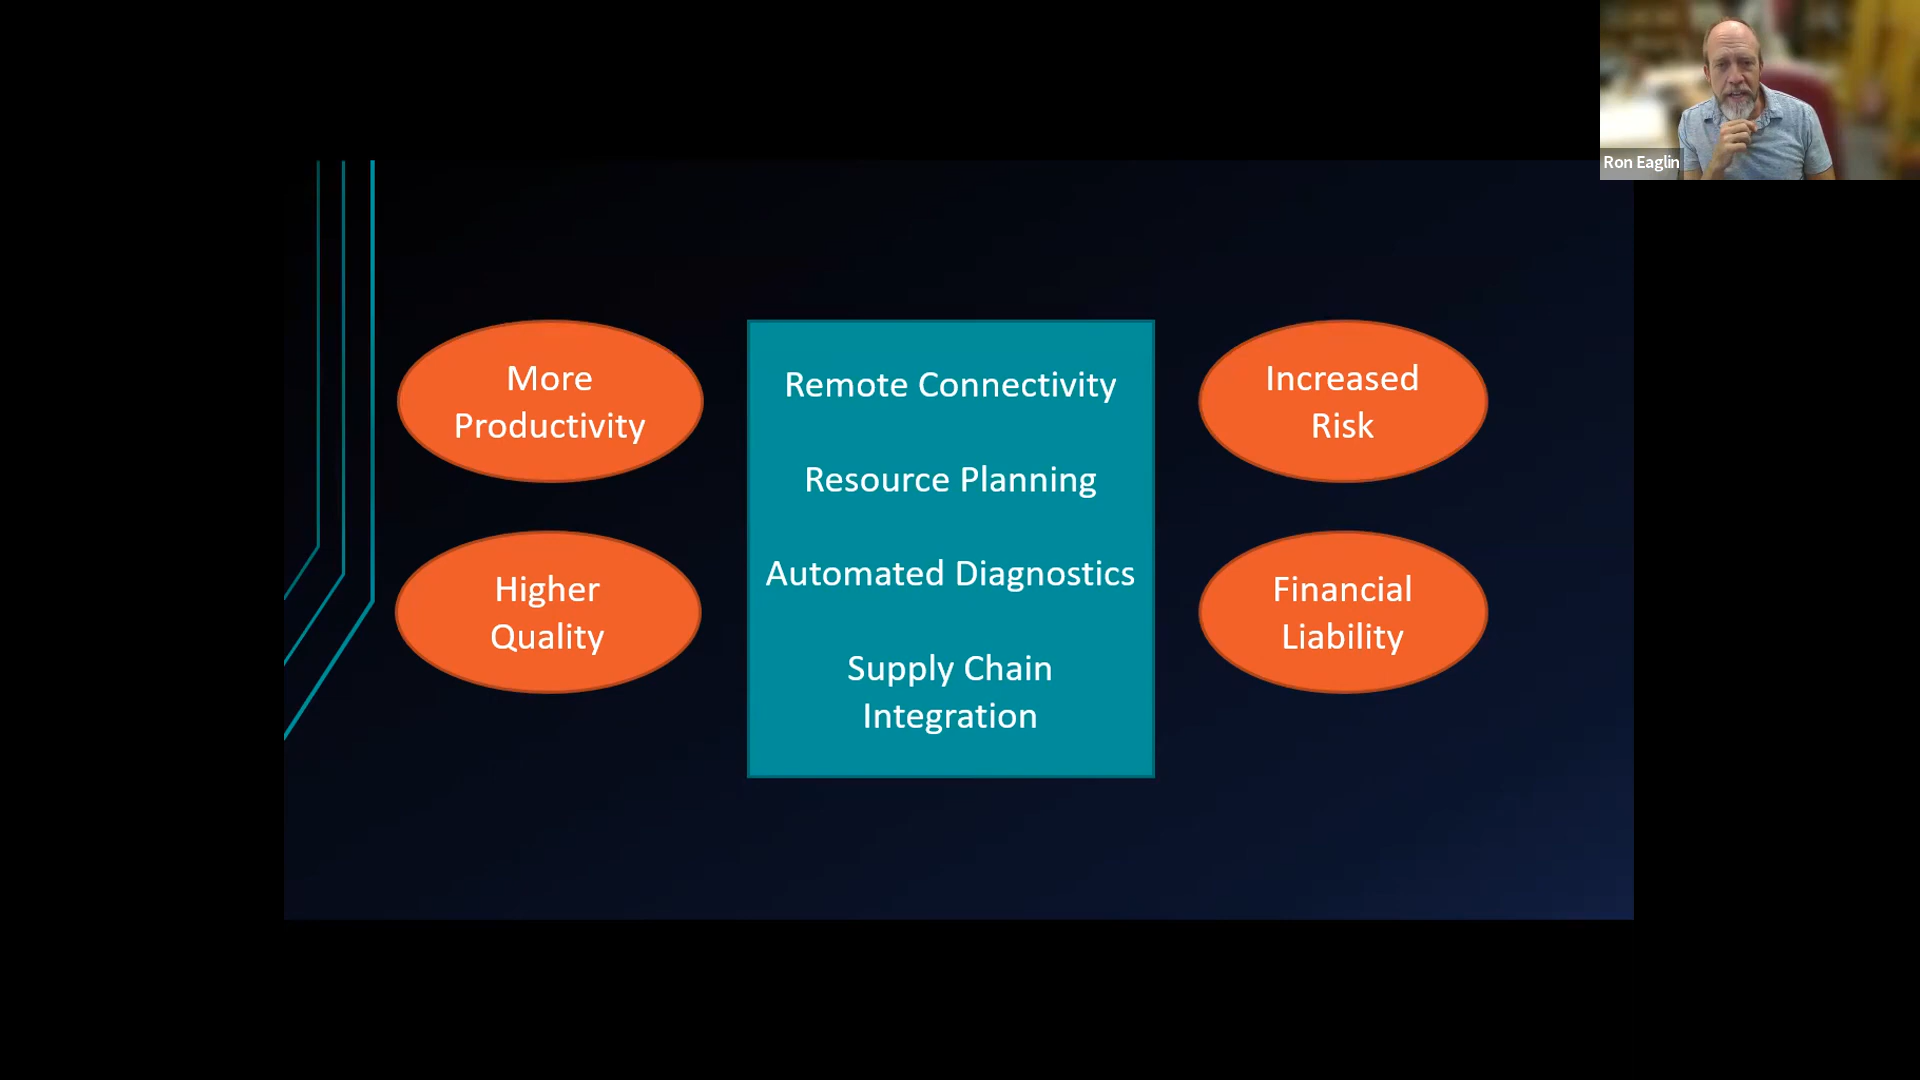 Ron Eaglin
More
Productivity
Higher
Quality
Remote Connectivity
Resource Planning
Automated Diagnostics
Supply Chain
Integration
Increased
Risk
Financial
Liability